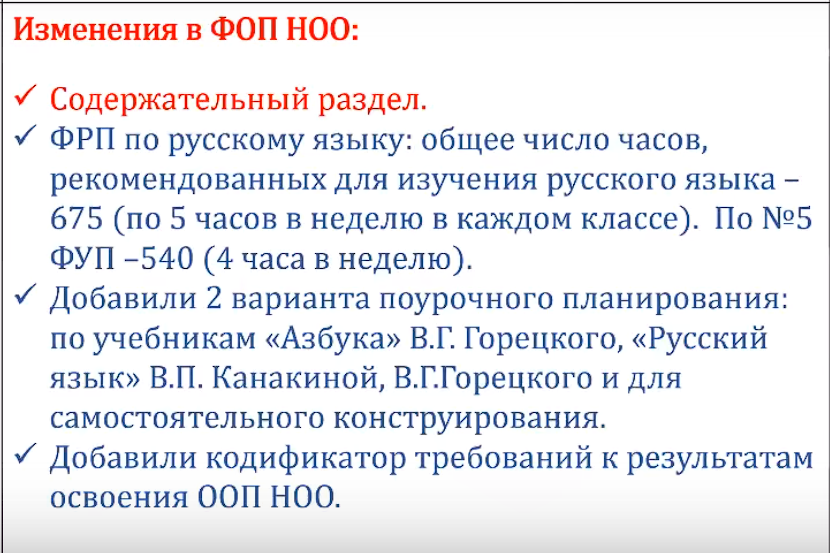 Изменения в ФОП НОО:
✓ Содержательный раздел.
✓ ФРП по русскому языку: общее число часов,
рекомендованных для изучения русского языка –
675 (по 5 часов в неделю в каждом классе).  По №5
ФУП –540 (4 часа в неделю).
✓ Добавили 2 варианта поурочного планирования:
по учебникам «Азбука» В.Г. Горецкого, «Русский
язык» В.П. Канакиной, В.Г.Горецкого и для
самостоятельного конструирования.
✓ Добавили кодификатор требований к результатам
освоения ООП НОО.